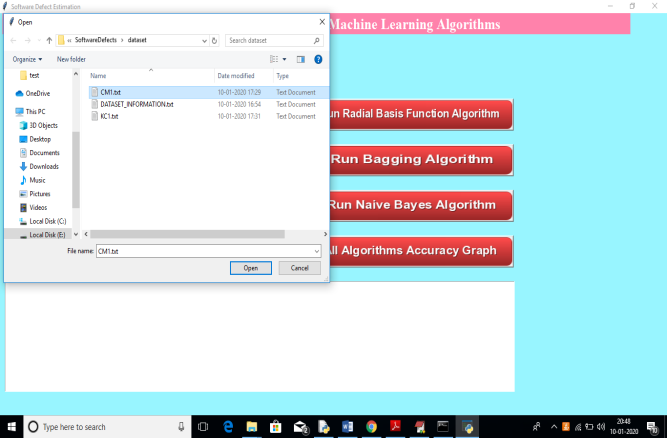 Software Defect Estimation
Machine Learning Algorithms
Open
« SoftwareDefects › dataset
Search dataset
Organize
New folder
test
OneDrive
This PC
3D Objects
Desktop
Documents
Downloads
Music
Pictures
Videos
Local Disk (C:)
Local Disk (E:)
Name Date modified Type
CM1.txt 10-01-2020 17:29 Text Document
DATASET_INFORMATION.txt 10-01-2020 16:54 Text Document
KC1.txt 10-01-2020 17:31 Text Document
File name: CM1.txt
Open Cancel
un Radial Basis Function Algorithm
Run Bagging Algorithm
Run Naive Bayes Algorithm
ll Algorithms Accuracy Graph
Type here to search
20:48
10-01-2020